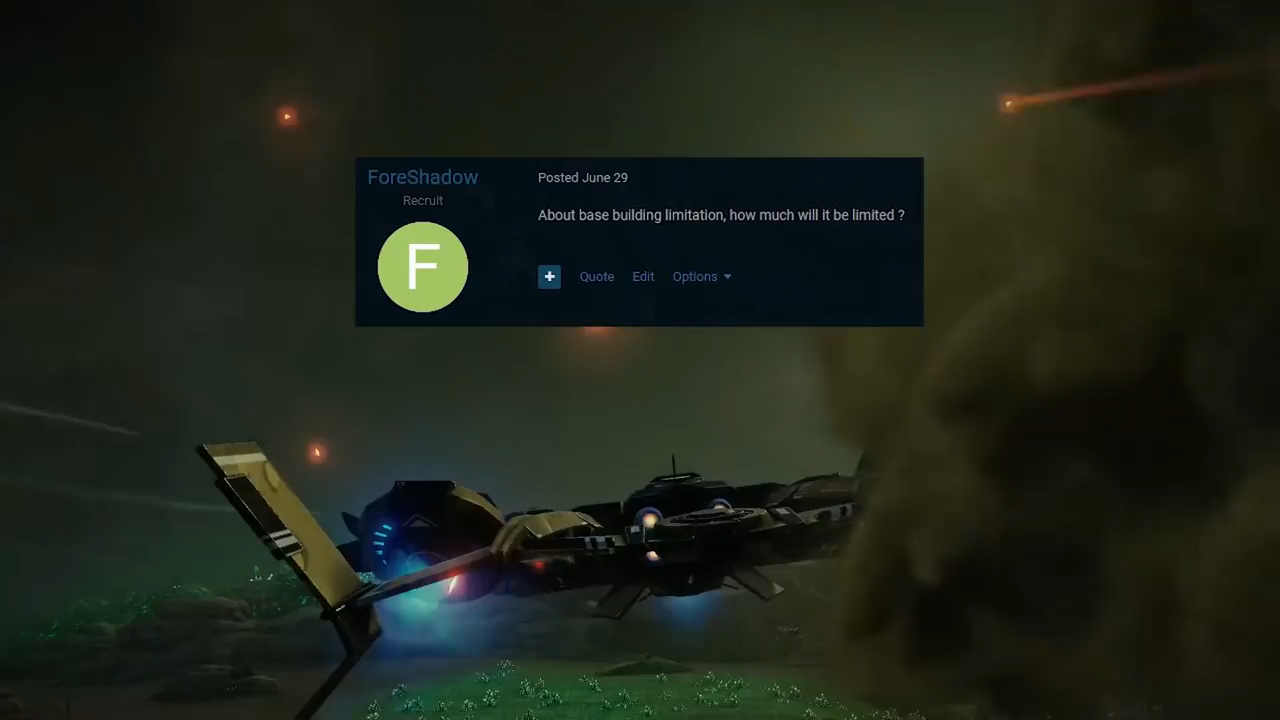 ForeShadow
Recruit
F
Posted June 29
About base building limitation, how much will it be limited ?
+ Quote Edit Options